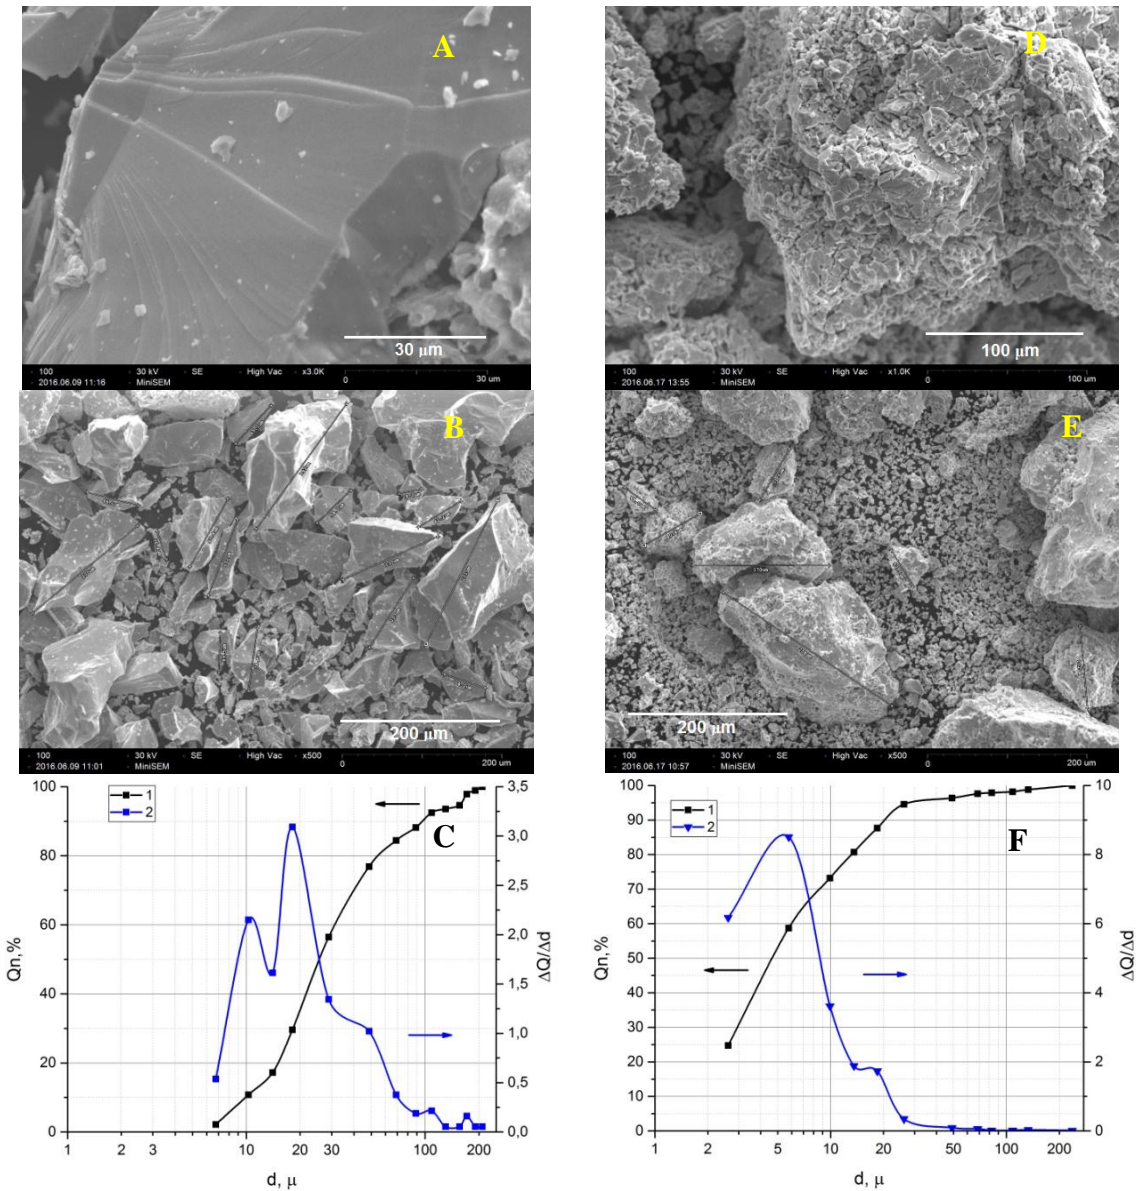 A
30 μm
100 30 kV SE High Vac x3.0K 0 30 um
2016.06.09 11:16 MiniSEM
D
100 μm
100 30 kV SE High Vac x1.0K 0 100 um
2016.06.17 13:55 MiniSEM
B
200 μm
100 30 kV SE High Vac x500 0 200 um
2016.06.09 11:01 MiniSEM
E
200 μm
100 30 kV SE High Vac x500 0 200 um
2016.06.17 10:57 MiniSEM
C
1
2
Qn,%
100
80
60
40
20
0
3,5
3,0
2,5
2,0
1,5
1,0
0,5
0,0
ΔQ/Δd
1 2 3 10 20 30 100 200
d, μ
F
1
2
Qn,%
100
90
80
70
60
50
40
30
20
10
0
10
8
6
4
2
0
ΔQ/Δd
1 2 5 10 20 50 100 200
d, μ